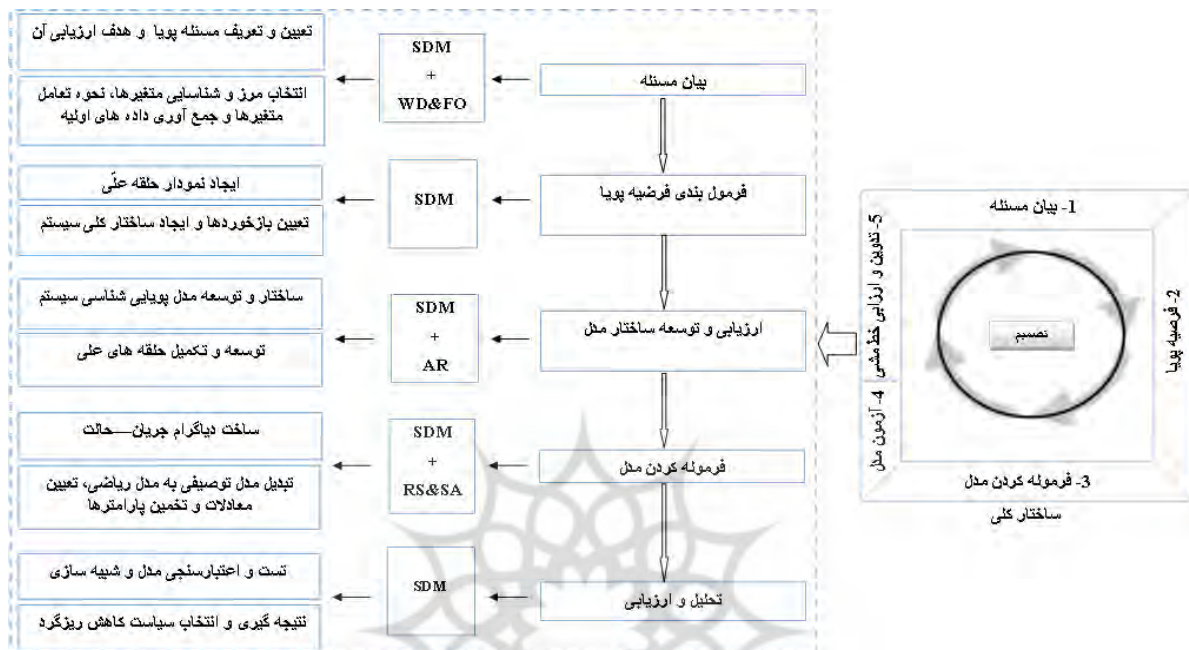 1- بیان مسئله
2- فرصیه پویا
3- فرموله کردن مدل
4- آزمون مدل
5- تدوین و ارزابی خط مشی
تصمیم
ساختار کلی
بیان مسئله
SDM
+
WD&FO
تعیین و تعریف مسئله پویا و هدف ارزیابی آن
انتخاب مرز و شناسایی متغیرها، نحوه تعامل
متغیرها و جمع آوری داده های اولیه
فرمول بندی فرضیه پویا
SDM
ایجاد نمودار حلقه علّی
تعیین بازخوردها و ایجاد ساختار کلی سیستم
ارزیابی و توسعه ساختار مدل
SDM
+
AR
ساختار و توسعه مدل پویایی شناسی سیستم
توسعه و تکمیل حلقه های علی
فرموله کردن مدل
SDM
+
RS&SA
ساخت دیاگرام جریان—حالت
تبدیل مدل توصیفی به مدل ریاضی، تعیین
معادلات و تخمین پارامترها
تحلیل و ارزیابی
SDM
تست و اعتبارسنجی مدل و شبیه سازی
نتیجه گیری و انتخاب سیاست کاهش ریزگرد